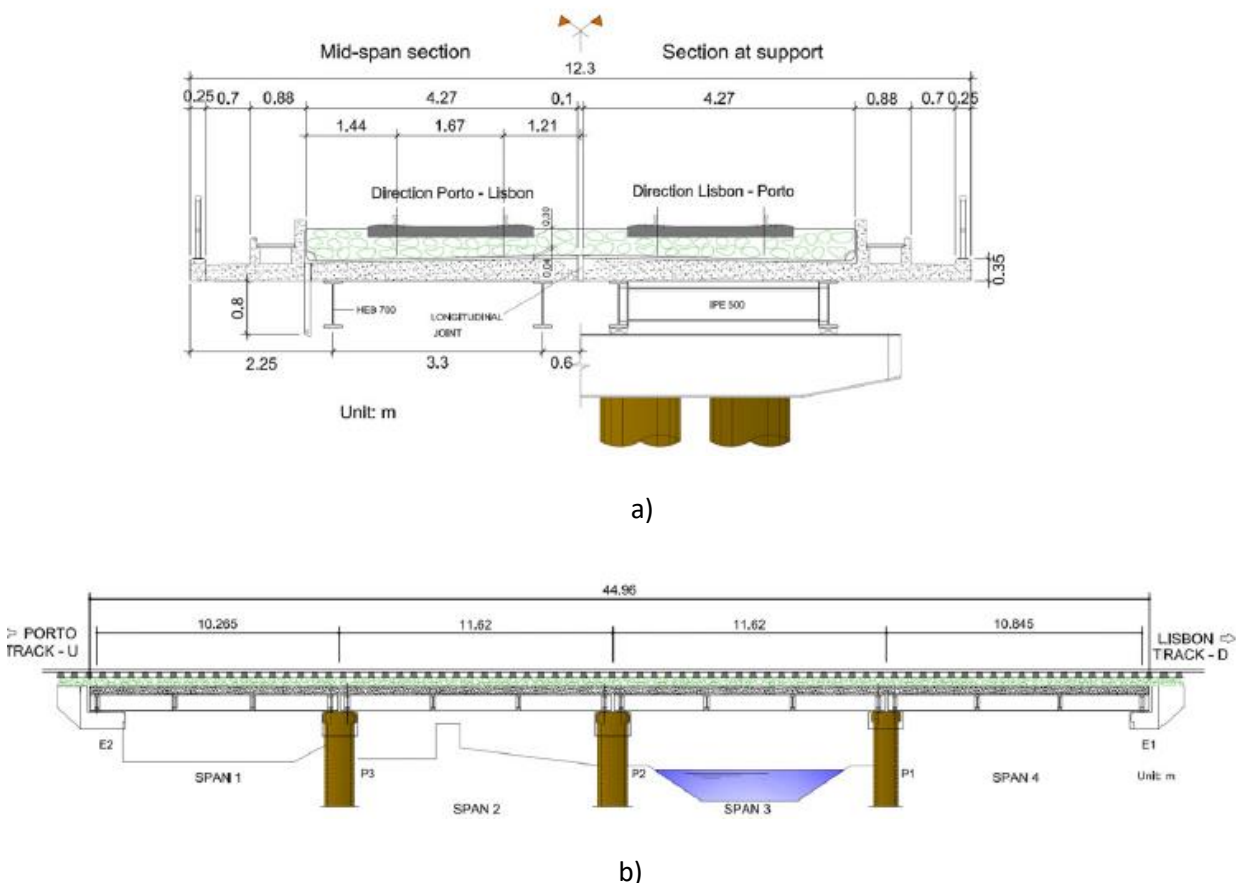 Mid-span section Section at support
12.3
0.25 0.7 0.88 4.27 0.1 4.27 0.88 0.7 0.25
1.44 1.67 1.21
Direction Porto - Lisbon Direction Lisbon - Porto
0.30
0.04
0.35
0.8
HEB 700
LONGITUDINAL
JOINT
IPE 500
2.25 3.3 0.6
Unit: m
a)
44.96
10.265 11.62 11.62 10.845
PORTO
TRACK - U
LISBON
TRACK - D
E2 E1
P3 P2 P1
SPAN 1 SPAN 4 Unit: m
SPAN 2 SPAN 3
b)